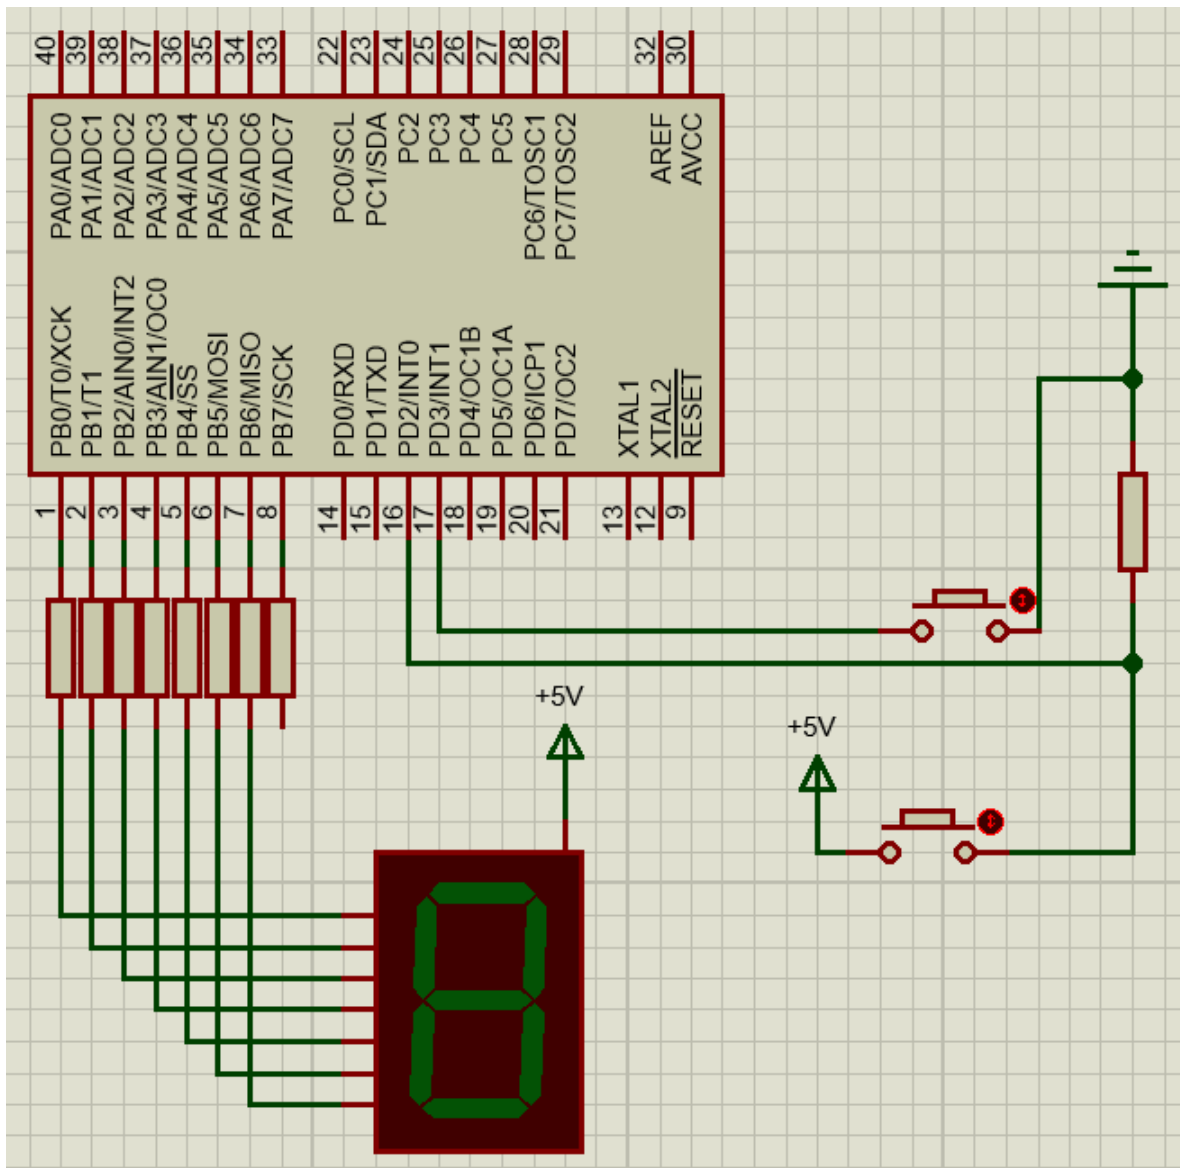 40
39
38
37
36
35
34
33
22
23
24
25
26
27
28
29
32
30
PA0/ADC0
PA1/ADC1
PA2/ADC2
PA3/ADC3
PA4/ADC4
PA5/ADC5
PA6/ADC6
PA7/ADC7
PC0/SCL
PC1/SDA
PC2
PC3
PC4
PC5
PC6/TOSC1
PC7/TOSC2
AREF
AVCC
PB0/T0/XCK
PB1/T1
PB2/AIN0/INT2
PB3/AIN1/OC0
PB4/SS
PB5/MOSI
PB6/MISO
PB7/SCK
PD0/RXD
PD1/TXD
PD2/INT0
PD3/INT1
PD4/OC1B
PD5/OC1A
PD6/ICP1
PD7/OC2
XTAL1
XTAL2
RESET
1
2
3
4
5
6
7
8
14
15
16
17
18
19
20
21
13
12
9
+5V
+5V